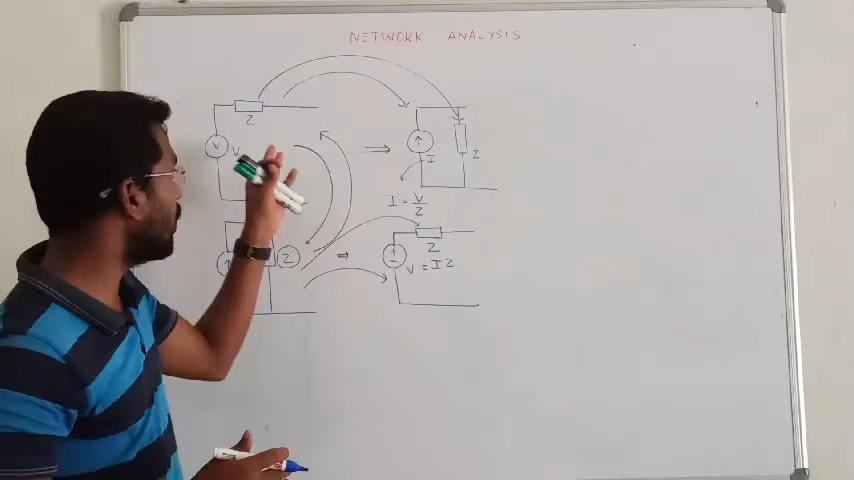 NETWORK ANALYSIS
Z
V
V
I
Z
I = V/Z
Z
Z
V = IZ